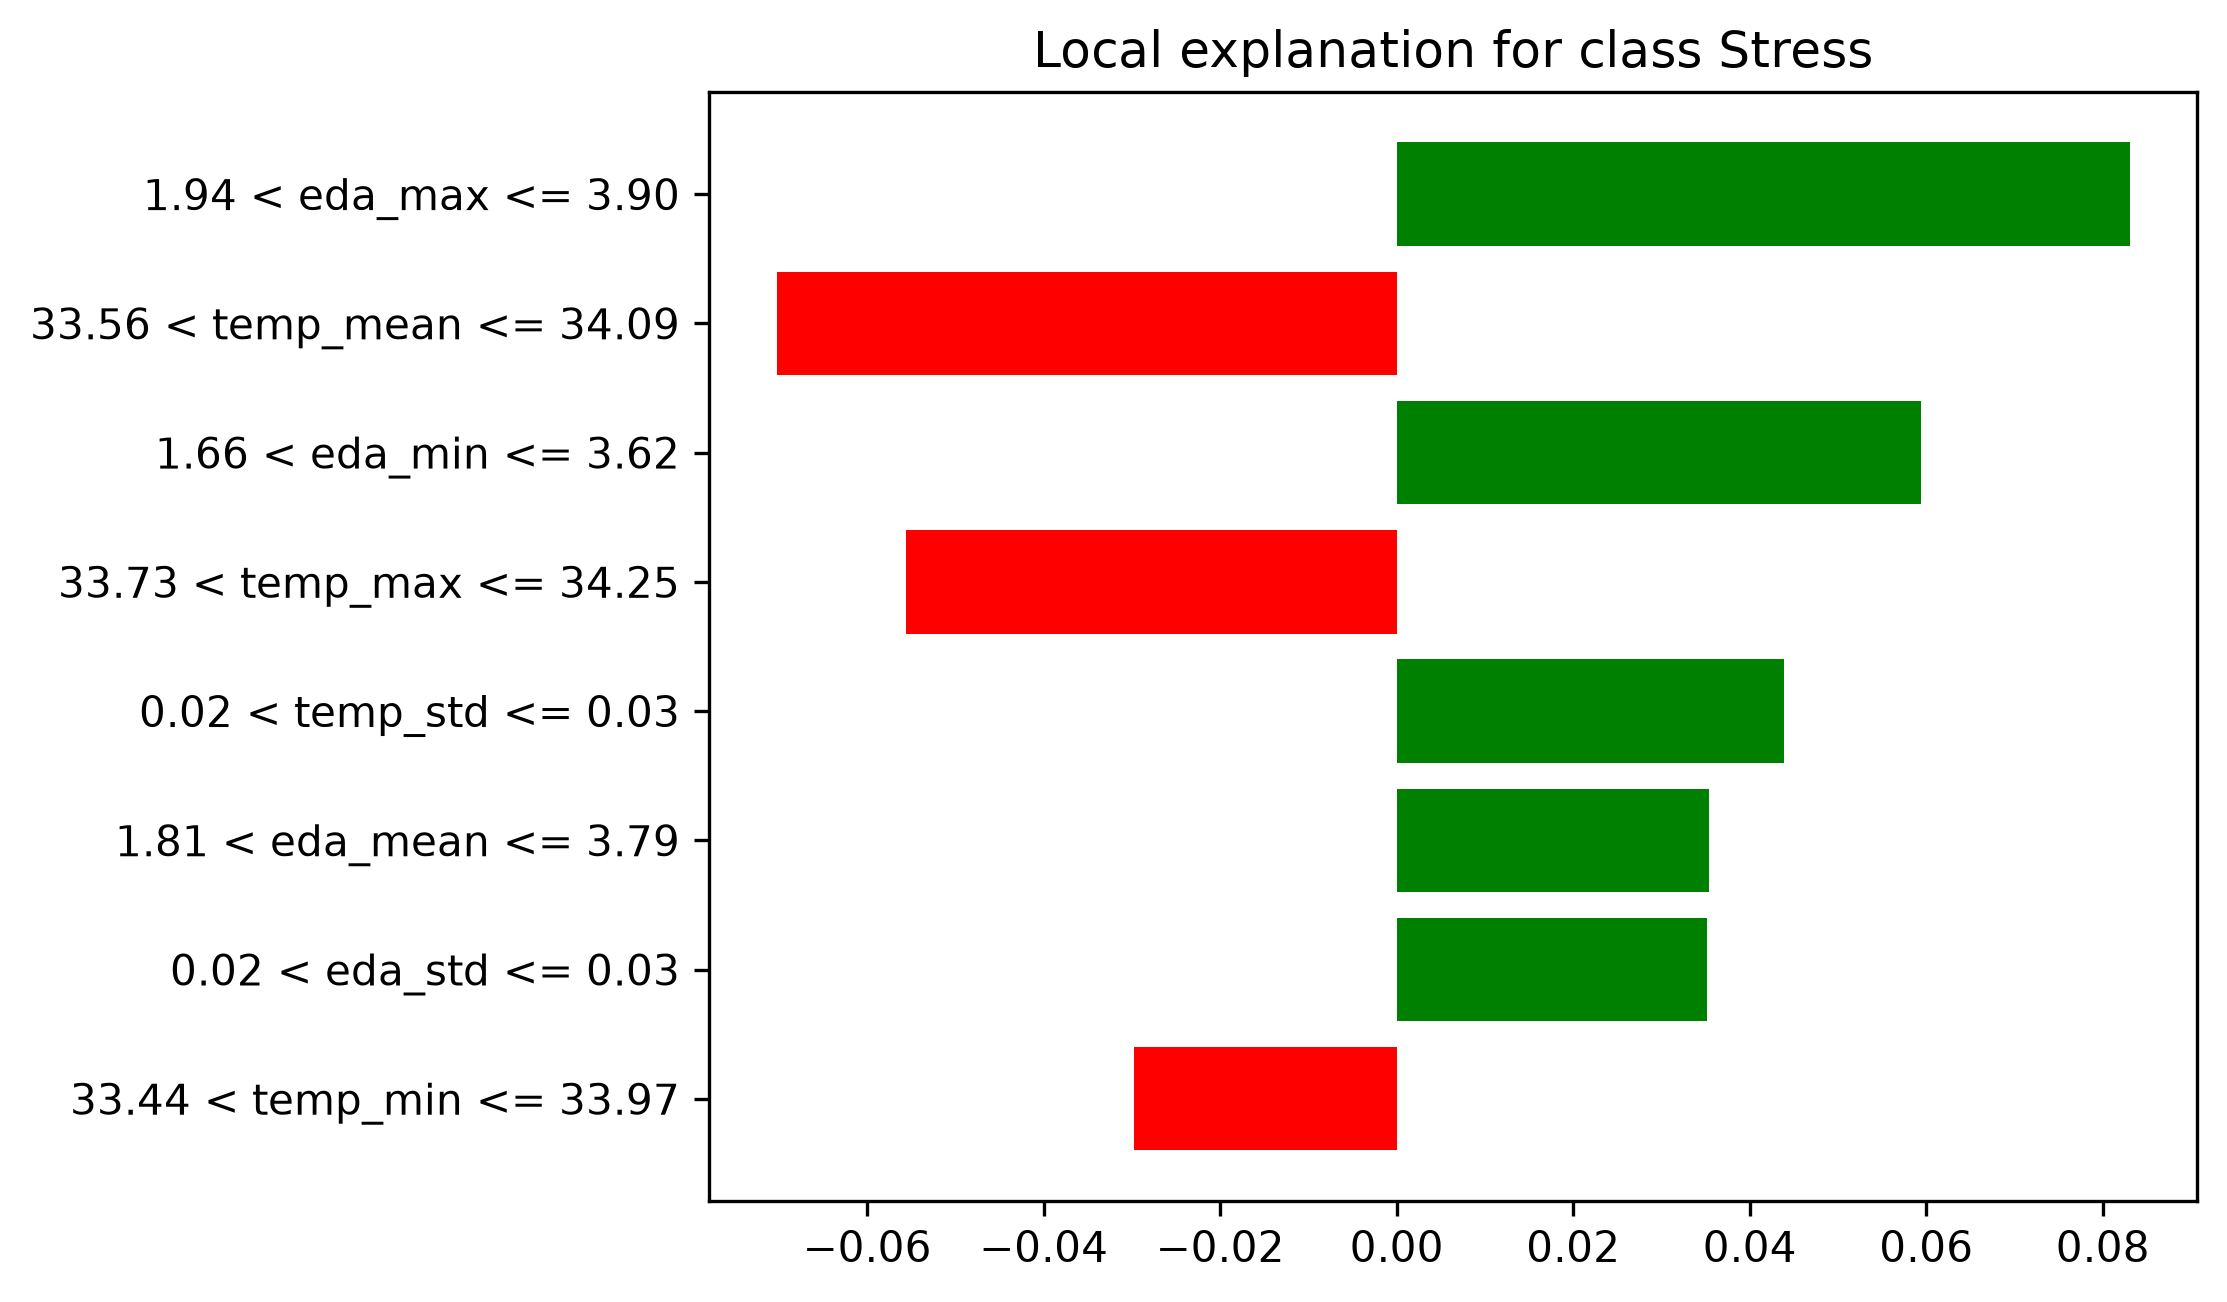 Local explanation for class Stress
1.94 < eda_max <= 3.90
33.56 < temp_mean <= 34.09
1.66 < eda_min <= 3.62
33.73 < temp_max <= 34.25
0.02 < temp_std <= 0.03
1.81 < eda_mean <= 3.79
0.02 < eda_std <= 0.03
33.44 < temp_min <= 33.97
−0.06 −0.04 −0.02 0.00 0.02 0.04 0.06 0.08